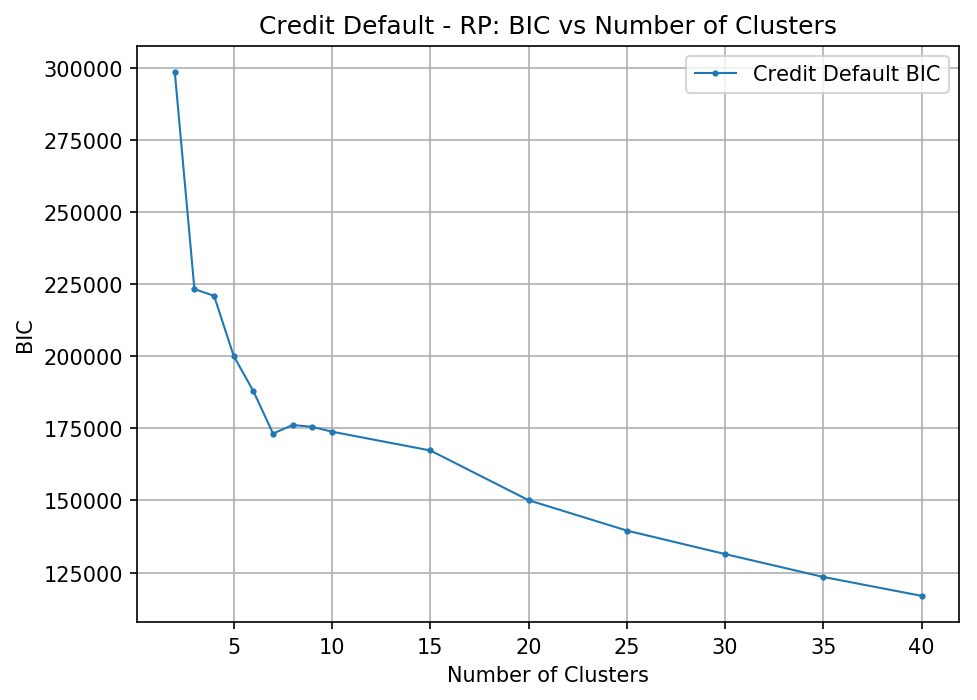 Credit Default - RP: BIC vs Number of Clusters
Credit Default BIC
BIC
300000
275000
250000
225000
200000
175000
150000
125000
5 10 15 20 25 30 35 40
Number of Clusters